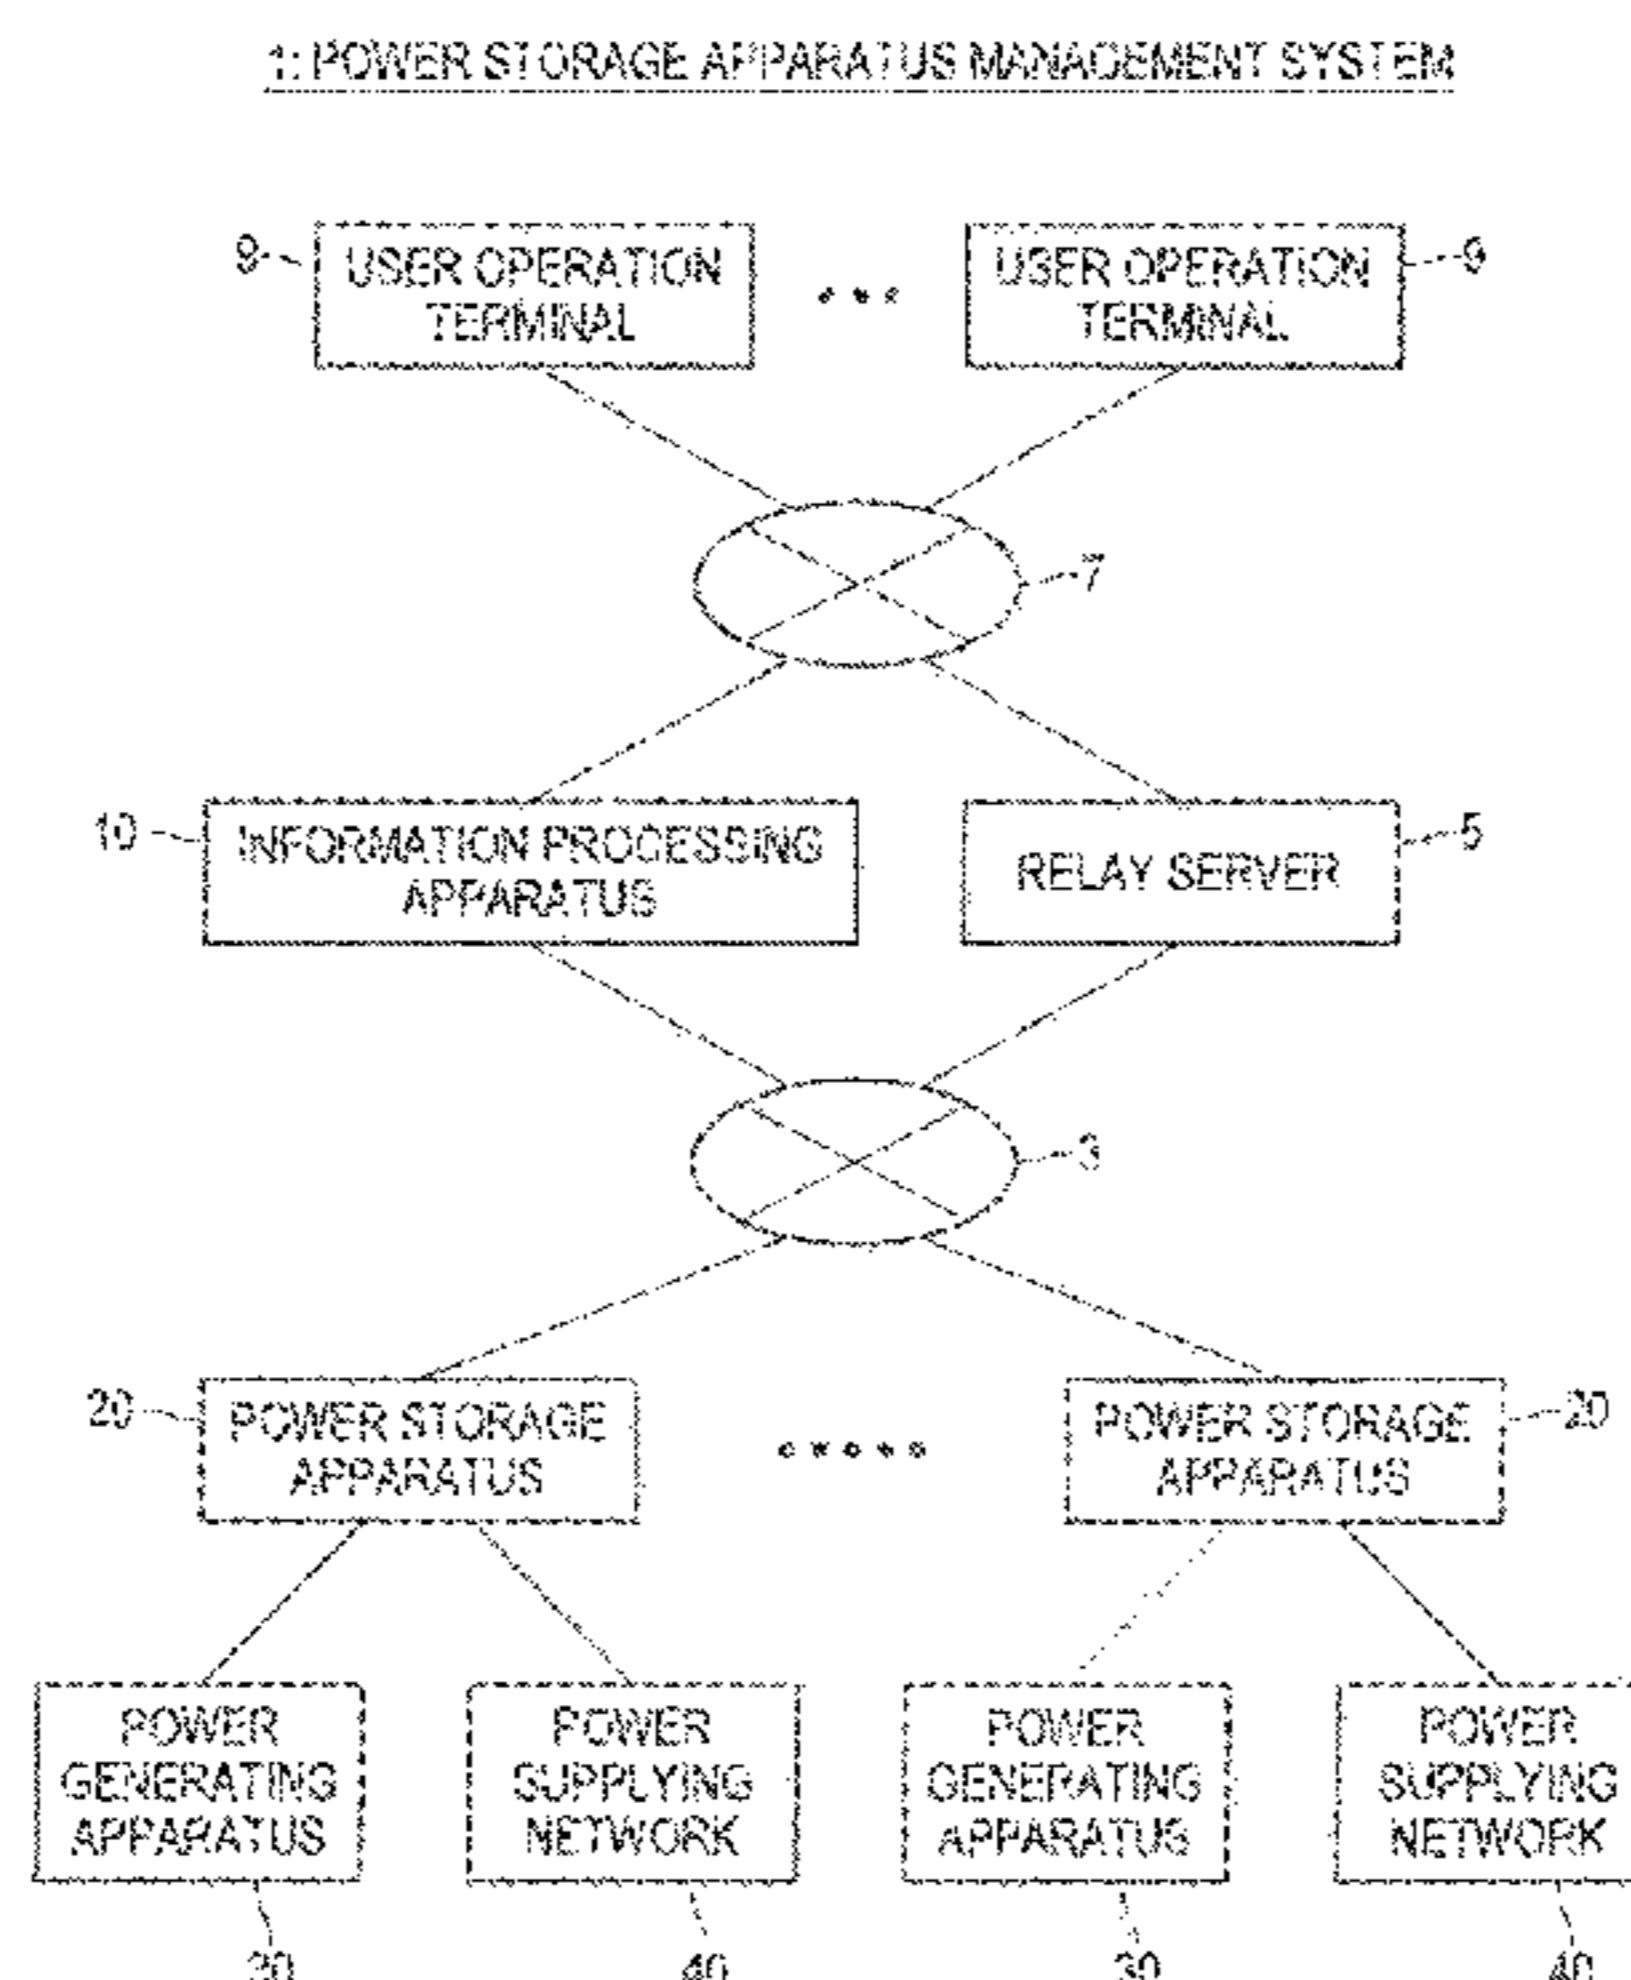 1: POWER STORAGE APPARATUS MANAGEMENT SYSTEM
9
USER OPERATION
TERMINAL
USER OPERATION
TERMINAL
9
7
10
INFORMATION PROCESSING
APPARATUS
RELAY SERVER
5
3
20
POWER STORAGE
APPARATUS
POWER STORAGE
APPARATUS
20
POWER
GENERATING
APPARATUS
POWER
SUPPLYING
NETWORK
POWER
GENERATING
APPARATUS
POWER
SUPPLYING
NETWORK
30
40
30
40